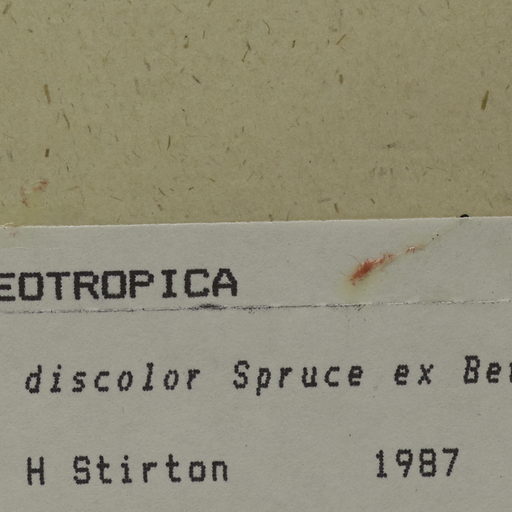 EOTROPICA
discolor Spruce ex Be
H Stirton 1987